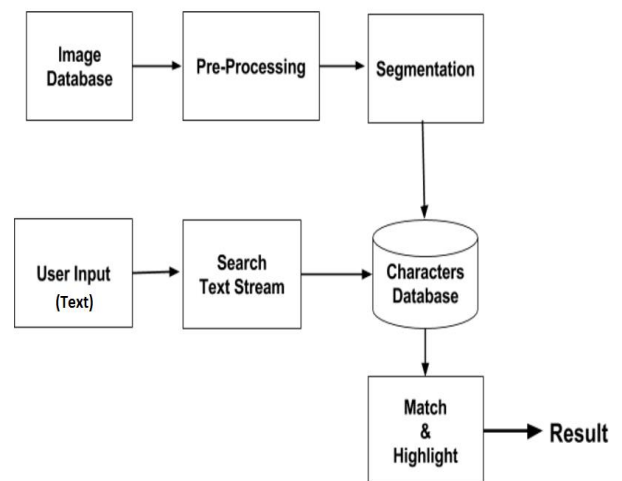 Image
Database
Pre-Processing
Segmentation
User Input
(Text)
Search
Text Stream
Characters
Database
Match
&
Highlight
Result